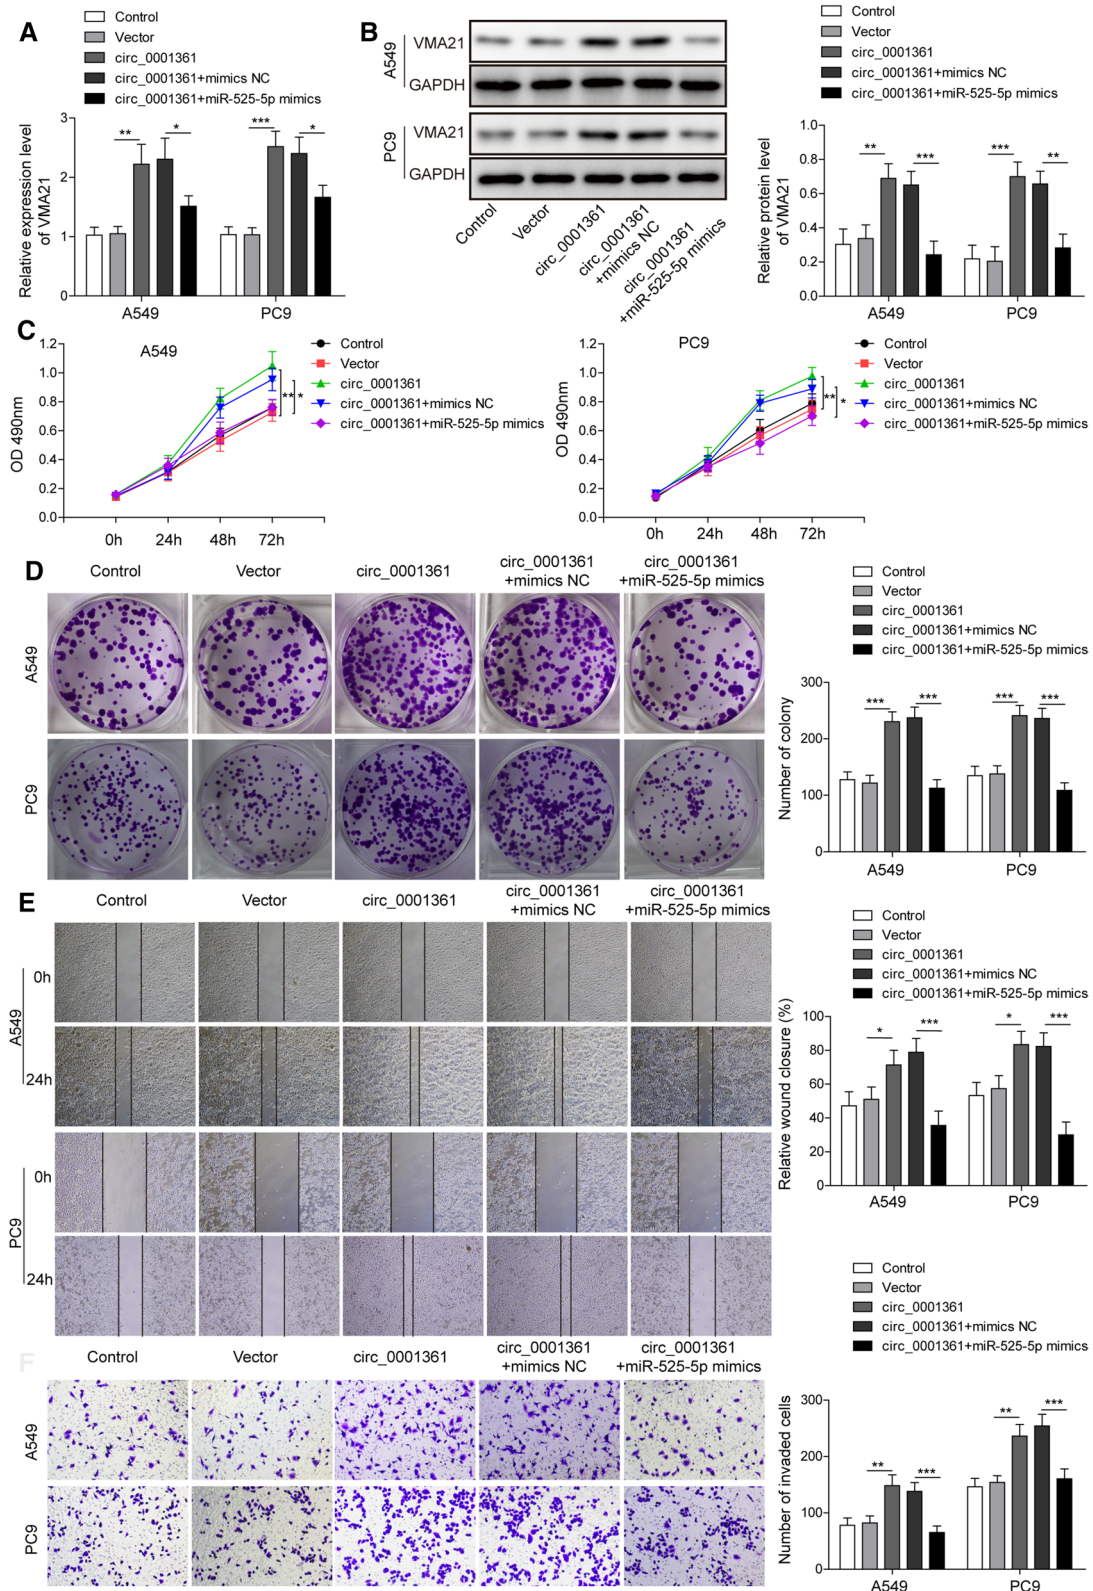 A
Control
Vector
circ_0001361
circ_0001361+mimics NC
circ_0001361+miR-525-5p mimics
Relative expression level
of VMA21
3
2
1
0
** * *** *
A549 PC9
B
A549
VMA21
GAPDH
PC9
VMA21
GAPDH
Control
Vector
circ_0001361
circ_0001361
+mimics NC
circ_0001361
+miR-525-5p mimics
Control
Vector
circ_0001361
circ_0001361+mimics NC
circ_0001361+miR-525-5p mimics
Relative protein level
of VMA21
1.0
0.8
0.6
0.4
0.2
0.0
** *** *** **
A549 PC9
C
A549
OD 490nm
1.2
1.0
0.8
0.6
0.4
0.2
0.0
0h 24h 48h 72h
** *
Control
Vector
circ_0001361
circ_0001361+mimics NC
circ_0001361+miR-525-5p mimics
PC9
OD 490nm
1.2
1.0
0.8
0.6
0.4
0.2
0.0
0h 24h 48h 72h
** *
Control
Vector
circ_0001361
circ_0001361+mimics NC
circ_0001361+miR-525-5p mimics
D
Control Vector circ_0001361 circ_0001361 circ_0001361
+mimics NC +miR-525-5p mimics
A549
PC9
Control
Vector
circ_0001361
circ_0001361+mimics NC
circ_0001361+miR-525-5p mimics
Number of colony
300
200
100
0
*** *** *** ***
A549 PC9
E
Control Vector circ_0001361 circ_0001361 circ_0001361
+mimics NC +miR-525-5p mimics
A549
0h
24h
PC9
0h
24h
Control
Vector
circ_0001361
circ_0001361+mimics NC
circ_0001361+miR-525-5p mimics
Relative wound closure (%)
100
80
60
40
20
0
* *** * ***
A549 PC9
F
Control Vector circ_0001361 circ_0001361 circ_0001361
+mimics NC +miR-525-5p mimics
A549
PC9
Control
Vector
circ_0001361
circ_0001361+mimics NC
circ_0001361+miR-525-5p mimics
Number of invaded cells
300
200
100
0
** *** ** ***
A549 PC9